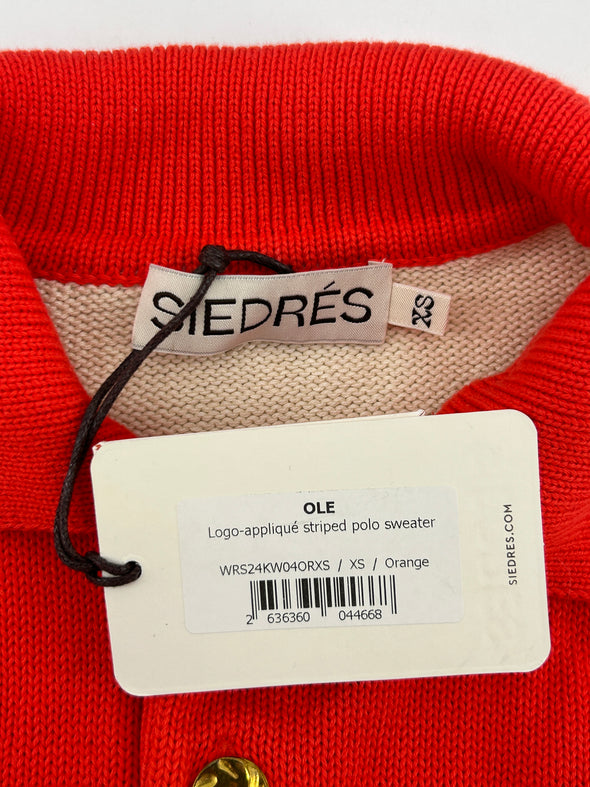 SIEDRÉS
XS
OLE
Logo-appliqué striped polo sweater
WRS24KW04ORXS / XS / Orange
2 636360 044668
SIEDRES.COM